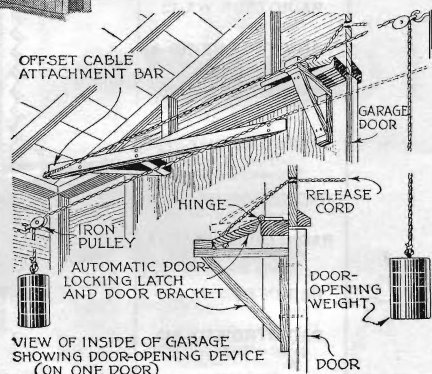 OFFSET CABLE
ATTACHMENT BAR
GARAGE
DOOR
HINGE
RELEASE
CORD
IRON
PULLEY
AUTOMATIC DOOR-
LOCKING LATCH
AND DOOR BRACKET
DOOR-
OPENING
WEIGHT
VIEW OF INSIDE OF GARAGE
SHOWING DOOR-OPENING DEVICE
(ON ONE DOOR)
DOOR